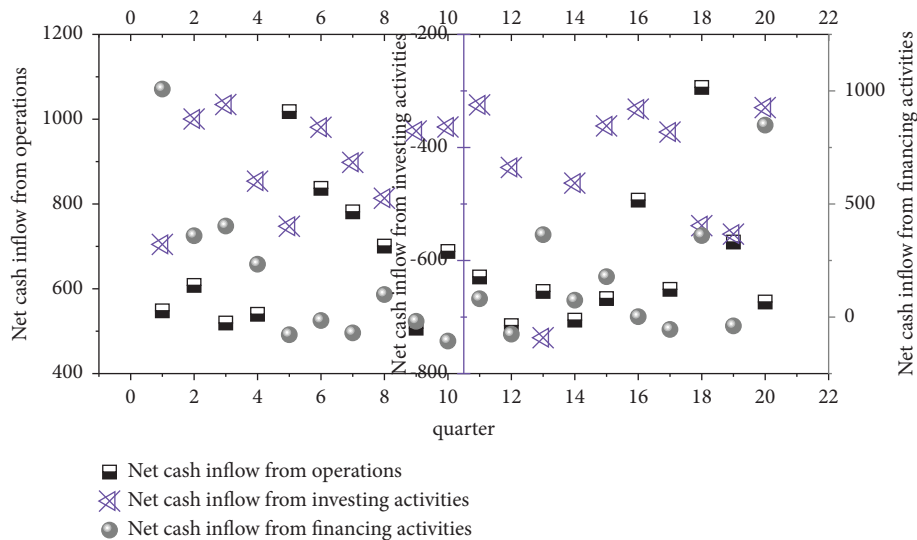 0 2 4 6 8 10 12 14 16 18 20 22
1200
1000
800
600
400
Net cash inflow from operations
-200
-400
-600
-800
Net cash inflow from investing activities
1000
500
0
Net cash inflow from financing activities
0 2 4 6 8 10 12 14 16 18 20 22
quarter
Net cash inflow from operations
Net cash inflow from investing activities
Net cash inflow from financing activities